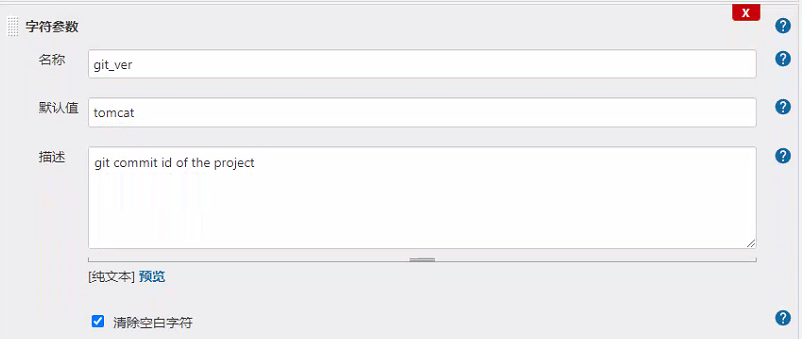 X
字符参数
?
名称
git_ver
?
默认值
tomcat
?
描述
git commit id of the project
?
[纯文本] 预览
清除空白字符
?